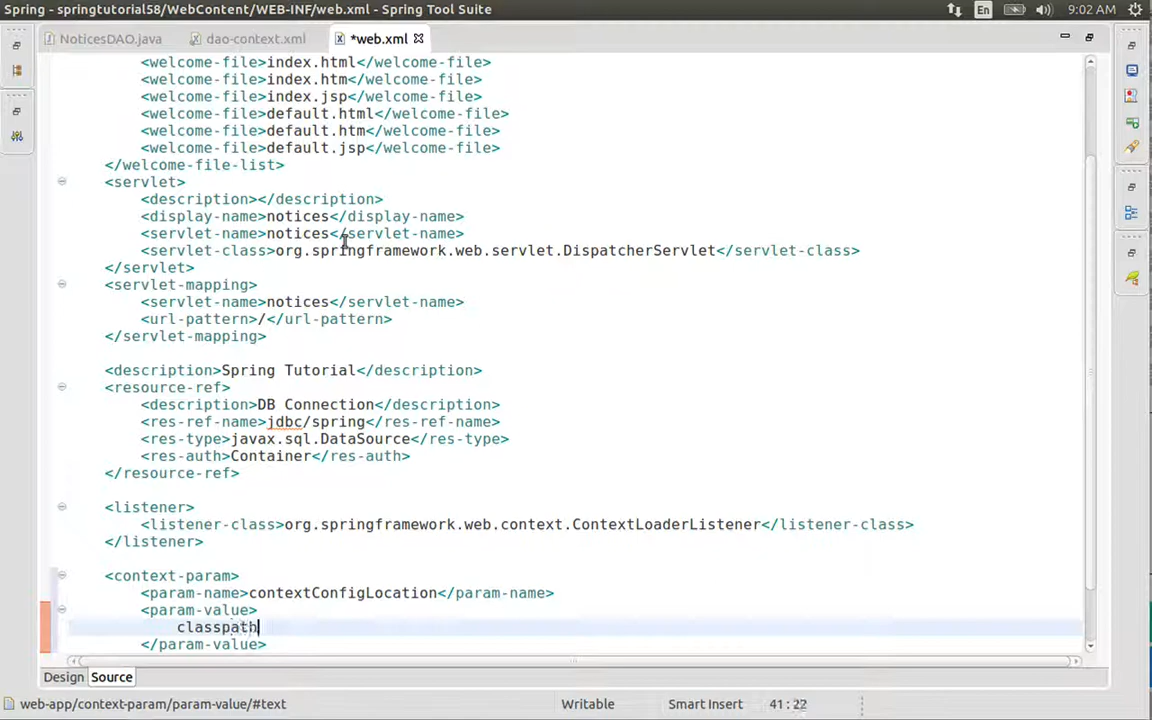 Spring - springtutorial58/WebContent/WEB-INF/web.xml - Spring Tool Suite
En
9:02 AM
NoticesDAO.java
dao-context.xml
*web.xml
<welcome-file>index.html</welcome-file>
<welcome-file>index.htm</welcome-file>
<welcome-file>index.jsp</welcome-file>
<welcome-file>default.html</welcome-file>
<welcome-file>default.htm</welcome-file>
<welcome-file>default.jsp</welcome-file>
</welcome-file-list>
<servlet>
<description></description>
<display-name>notices</display-name>
<servlet-name>notices</servlet-name>
<servlet-class>org.springframework.web.servlet.DispatcherServlet</servlet-class>
</servlet>
<servlet-mapping>
<servlet-name>notices</servlet-name>
<url-pattern>/</url-pattern>
</servlet-mapping>
<description>Spring Tutorial</description>
<resource-ref>
<description>DB Connection</description>
<res-ref-name>jdbc/spring</res-ref-name>
<res-type>javax.sql.DataSource</res-type>
<res-auth>Container</res-auth>
</resource-ref>
<listener>
<listener-class>org.springframework.web.context.ContextLoaderListener</listener-class>
</listener>
<context-param>
<param-name>contextConfigLocation</param-name>
<param-value>
classpath
</param-value>
Design
Source
web-app/context-param/param-value/#text
Writable
Smart Insert
41 : 22